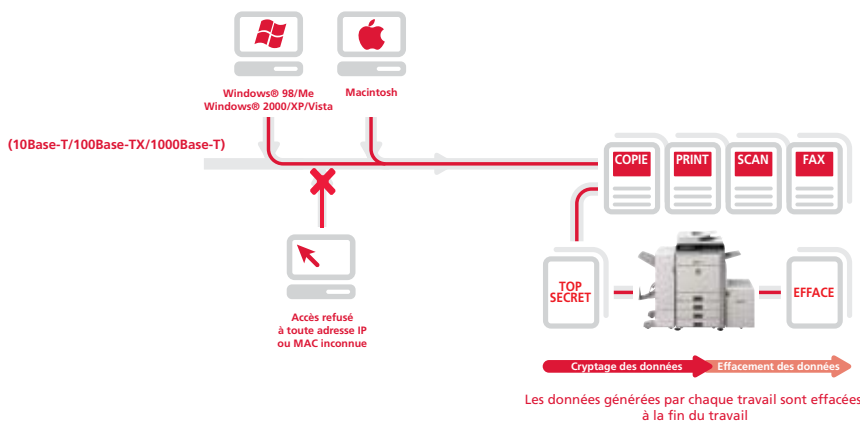 Windows® 98/Me
Windows® 2000/XP/Vista
Macintosh
(10Base-T/100Base-TX/1000Base-T)
COPIE
PRINT
SCAN
FAX
Accès refusé
à toute adresse IP
ou MAC inconnue
TOP
SECRET
EFFACE
Cryptage des données
Effacement des données
Les données générées par chaque travail sont effacées
à la fin du travail